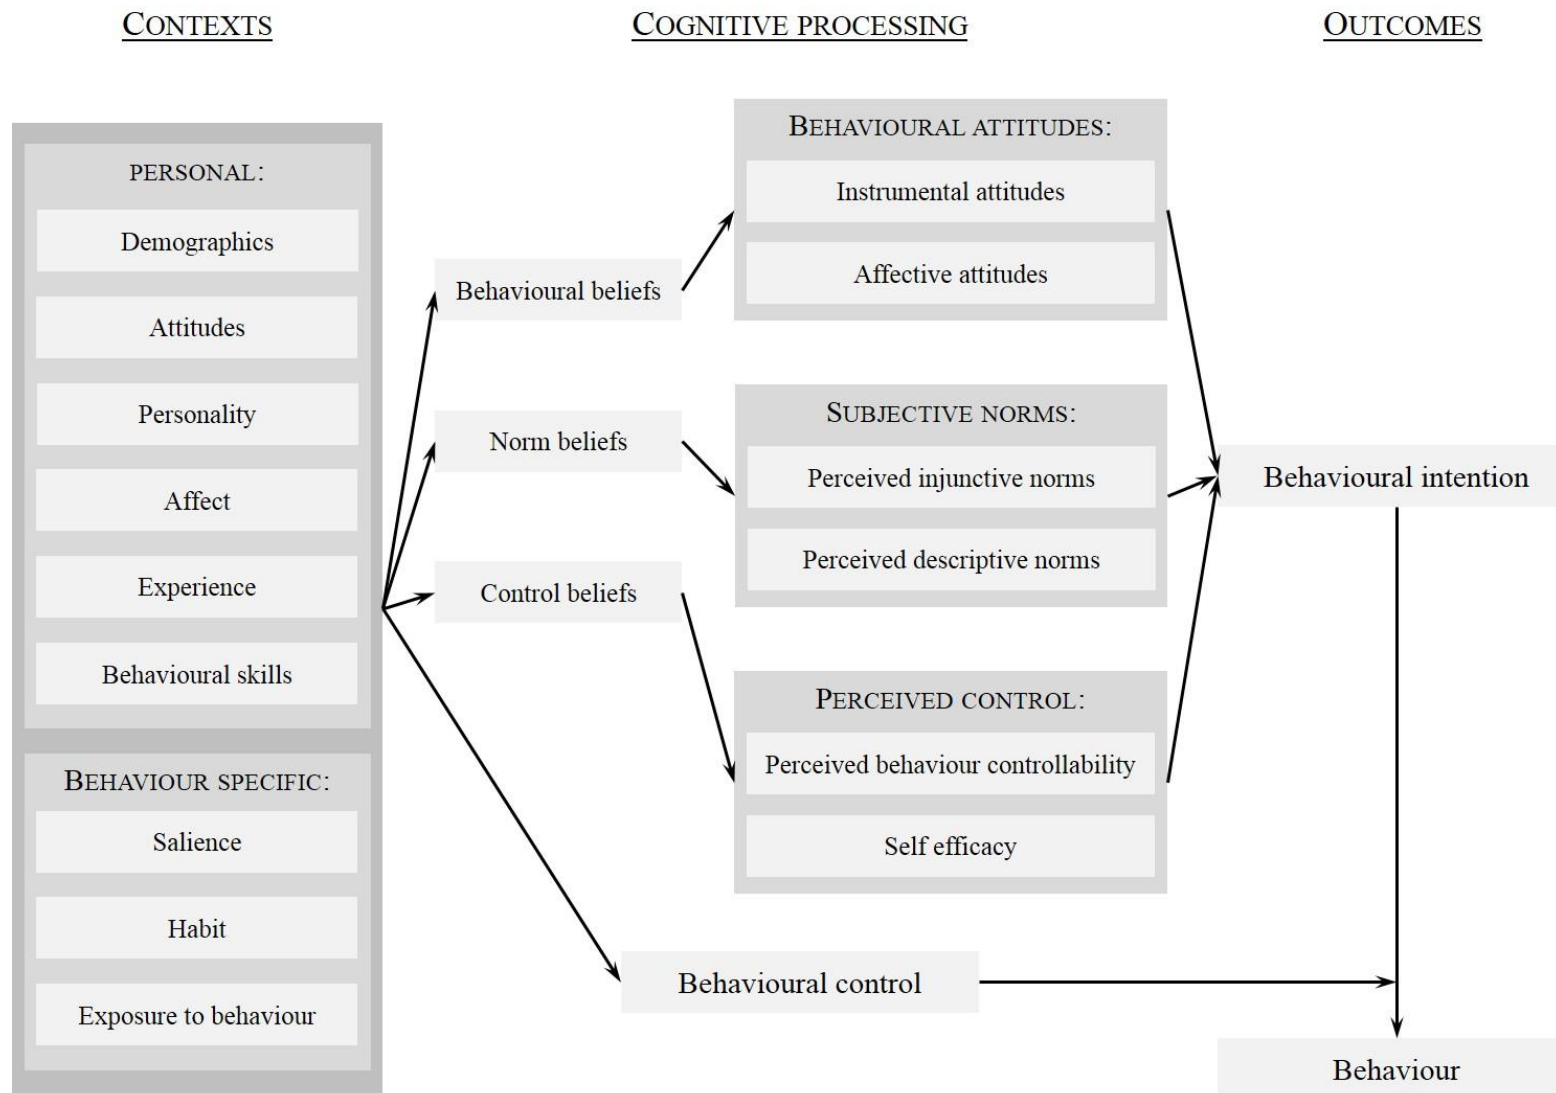 CONTEXTS
COGNITIVE PROCESSING
OUTCOMES
PERSONAL:
Demographics
Attitudes
Personality
Affect
Experience
Behavioural skills
BEHAVIOUR SPECIFIC:
Salience
Habit
Exposure to behaviour
Behavioural beliefs
Norm beliefs
Control beliefs
BEHAVIOURAL ATTITUDES:
Instrumental attitudes
Affective attitudes
SUBJECTIVE NORMS:
Perceived injunctive norms
Perceived descriptive norms
PERCEIVED CONTROL:
Perceived behaviour controllability
Self efficacy
Behavioural control
Behavioural intention
Behaviour